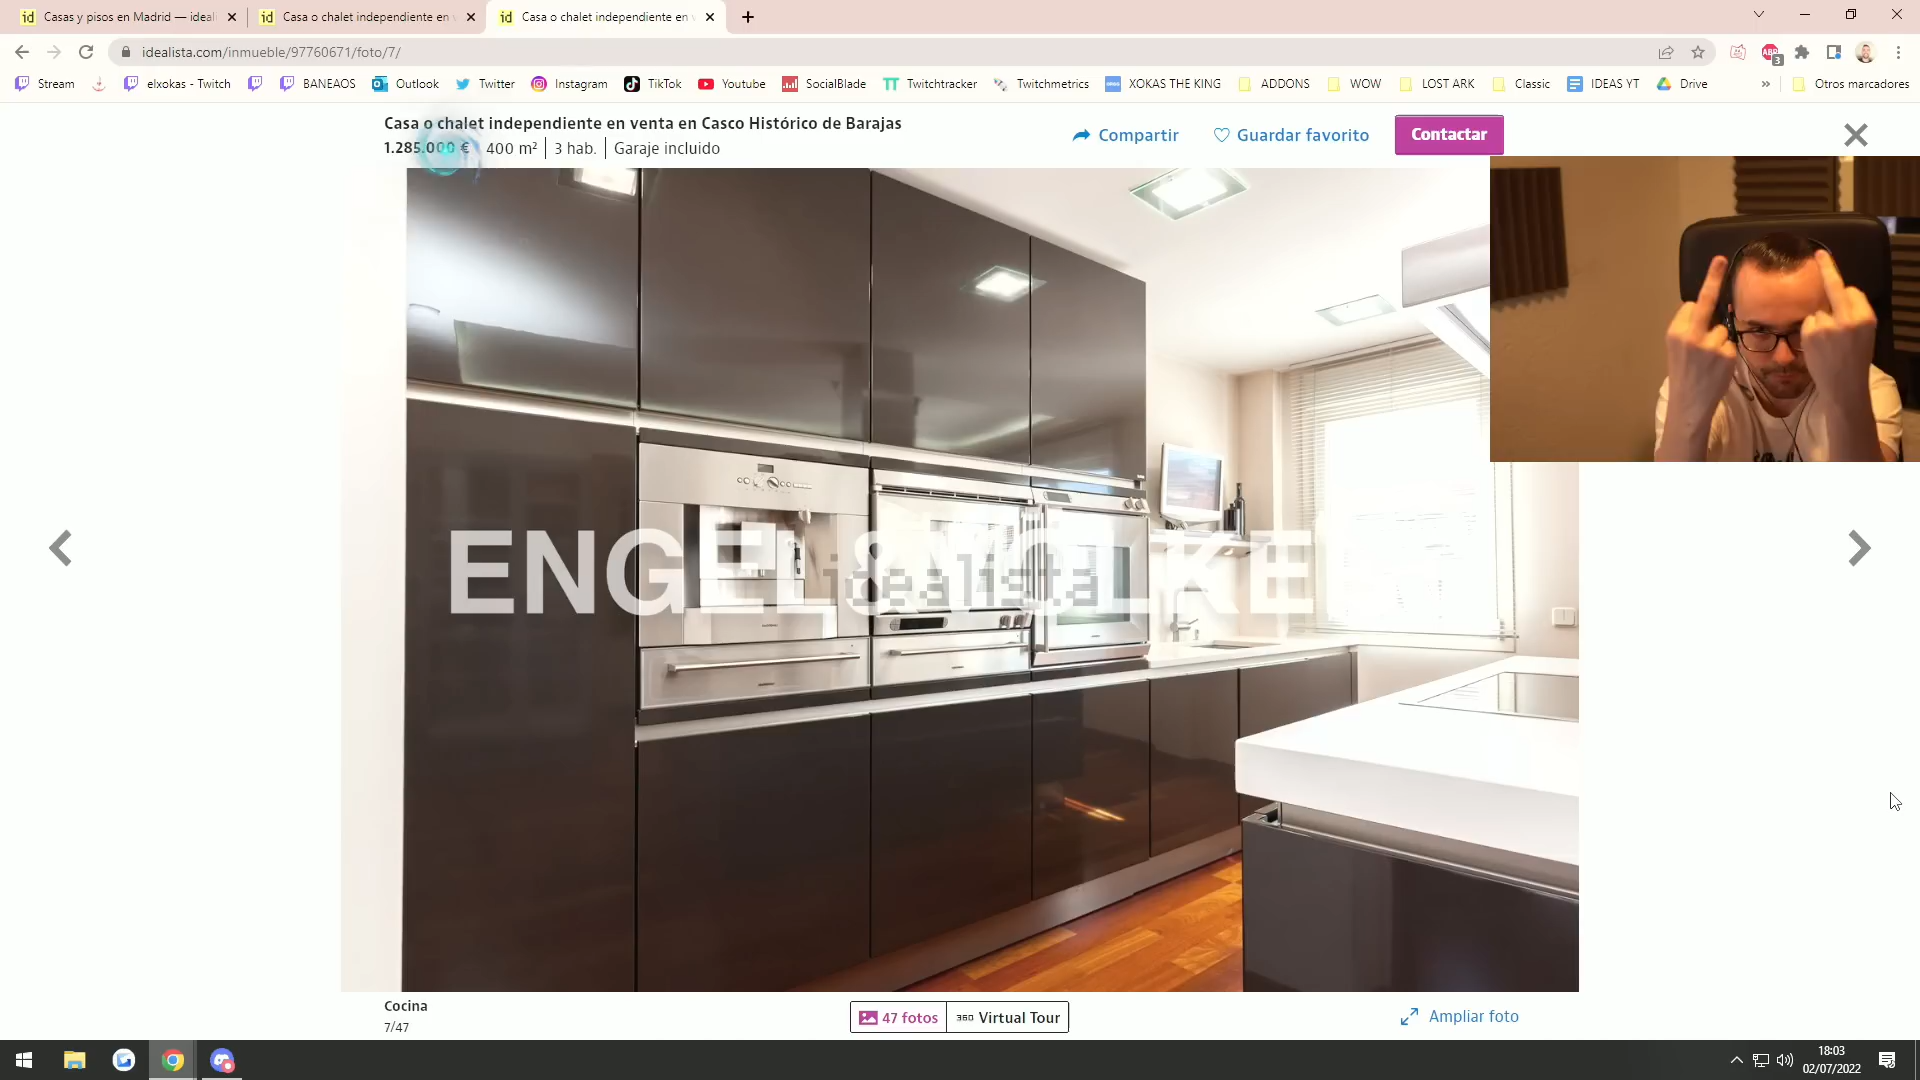 Casas y pisos en Madrid — ideal
Casa o chalet independiente en v
Casa o chalet independiente en v
idealista.com/inmueble/97760671/foto/7/
ABP
3
Stream
elxokas - Twitch
BANEAOS
Outlook
Twitter
Instagram
TikTok
Youtube
SocialBlade
Twitchtracker
Twitchmetrics
XOKAS THE KING
ADDONS
WOW
LOST ARK
Classic
IDEAS YT
Drive
»
Otros marcadores
Casa o chalet independiente en venta en Casco Histórico de Barajas
1.285.000 € 400 m² 3 hab. Garaje incluido
Compartir
Guardar favorito
Contactar
ENGEL&VÖLKE
idealista
Cocina
7/47
47 fotos
360 Virtual Tour
Ampliar foto
18:03
02/07/2022